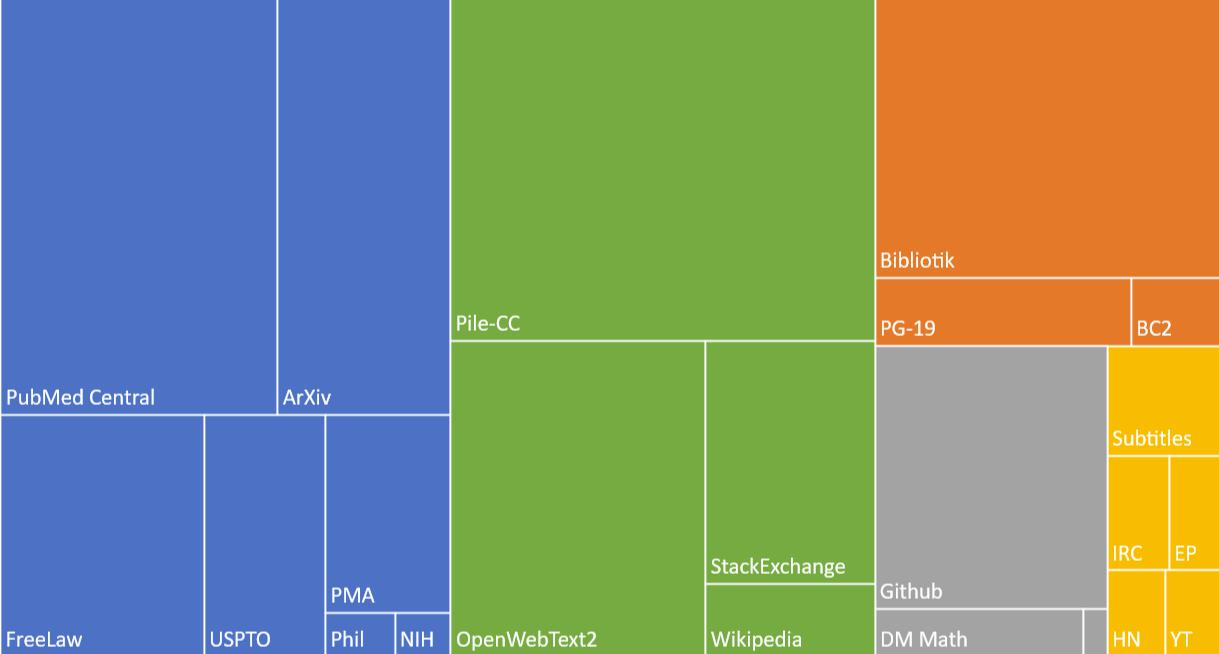 PubMed Central
ArXiv
FreeLaw
USPTO
PMA
Phil
NIH
Pile-CC
OpenWebText2
StackExchange
Wikipedia
Bibliotik
PG-19
BC2
Github
DM Math
Subtitles
IRC
EP
HN
YT